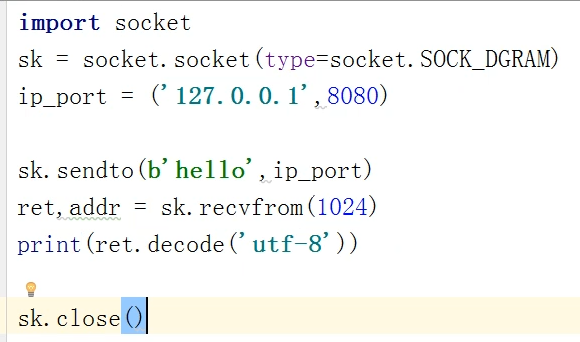 import socket
sk = socket.socket(type=socket.SOCK_DGRAM)
ip_port = ('127.0.0.1',8080)
sk.sendto(b'hello',ip_port)
ret,addr = sk.recvfrom(1024)
print(ret.decode('utf-8'))
sk.close()